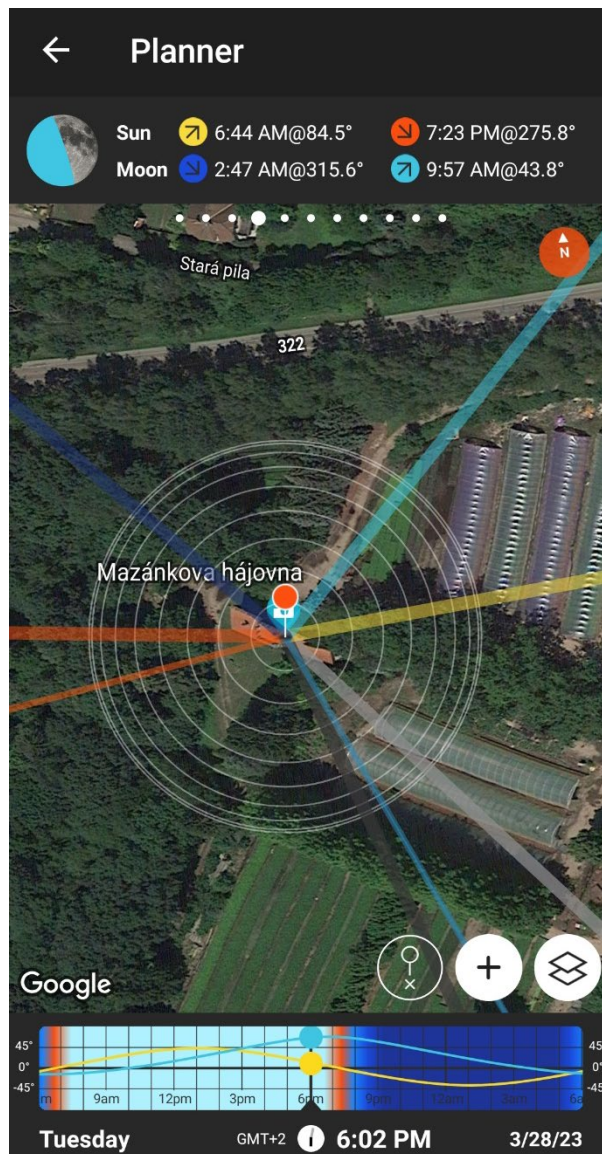 Planner
Sun 6:44 AM@84.5° 7:23 PM@275.8°
Moon 2:47 AM@315.6° 9:57 AM@43.8°
N
Stará pila
322
Mazánkova hájovna
Google
45° 45
0° 0°
-45° -45
m 9am 12pm 3pm 6pm 9pm 12am 3am 6a
Tuesday GMT+2 6:02 PM 3/28/23